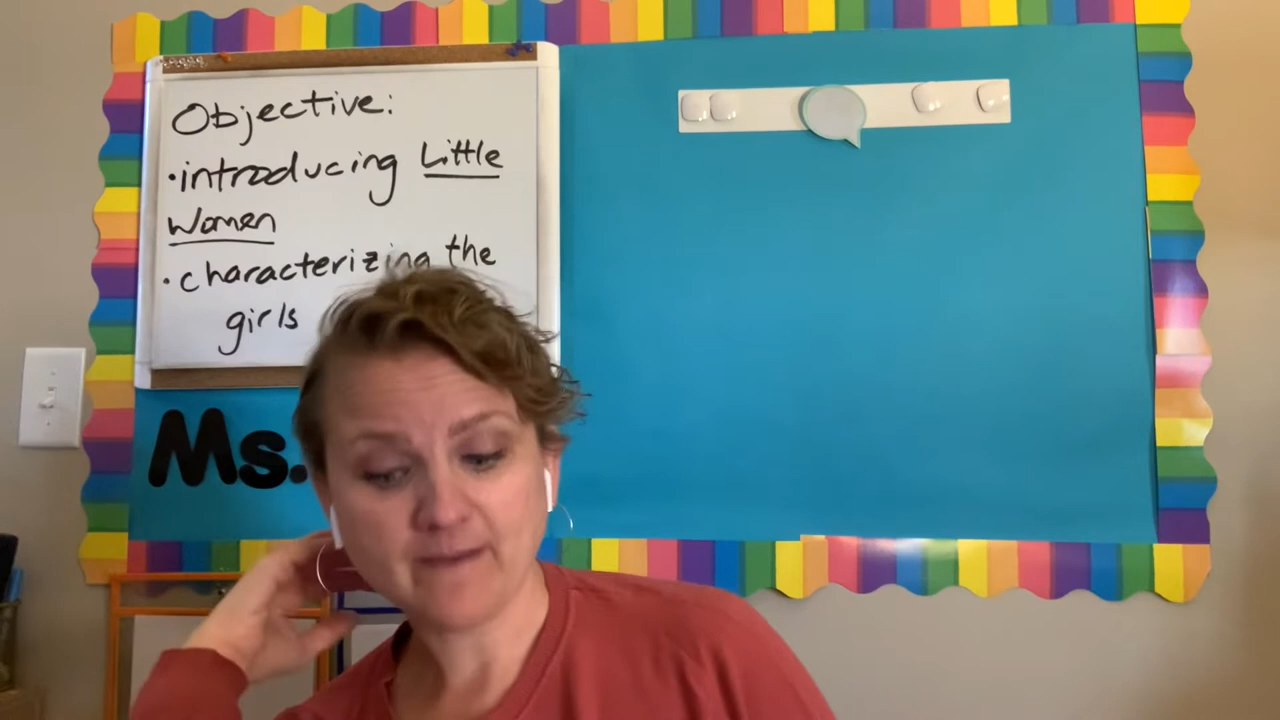 Objective:
•introducing Little
Women
•characterizing the
girls
Ms.